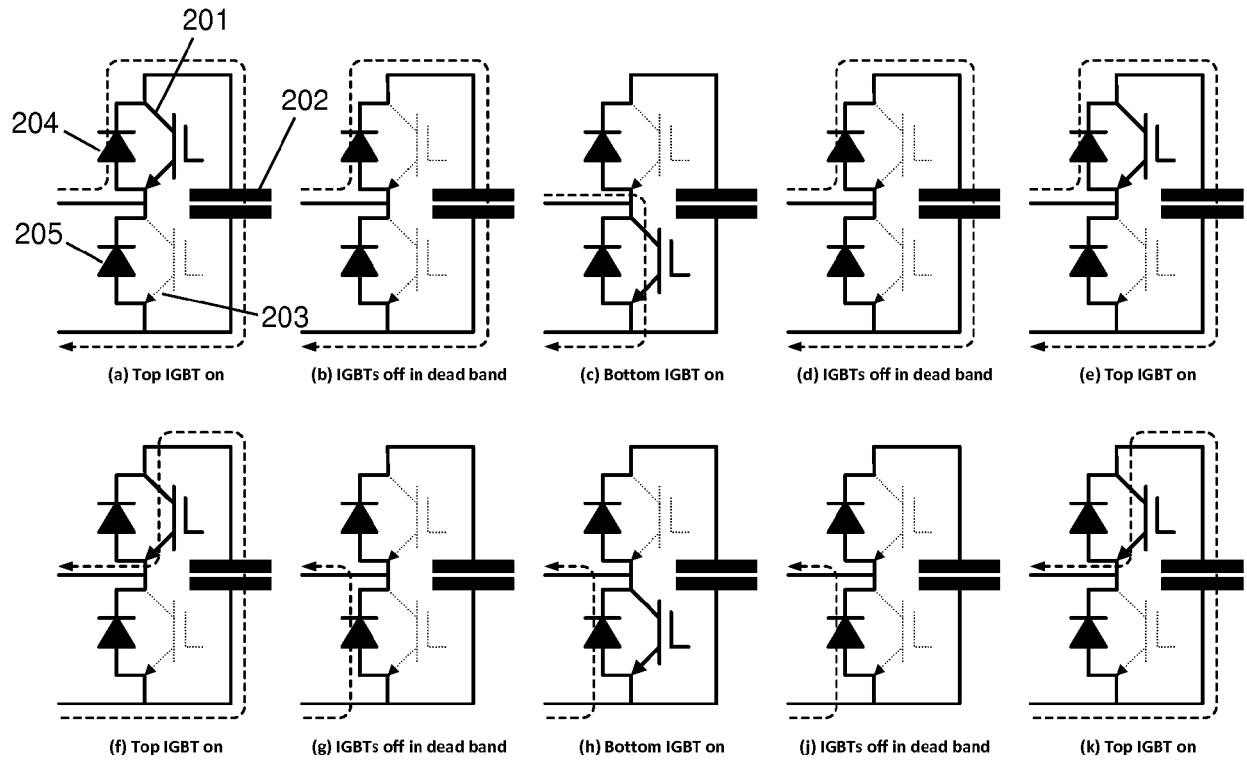 201
202
204
205
203
(a) Top IGBT on
(b) IGBTs off in dead band
(c) Bottom IGBT on
(d) IGBTs off in dead band
(e) Top IGBT on
(f) Top IGBT on
(g) IGBTs off in dead band
(h) Bottom IGBT on
(j) IGBTs off in dead band
(k) Top IGBT on